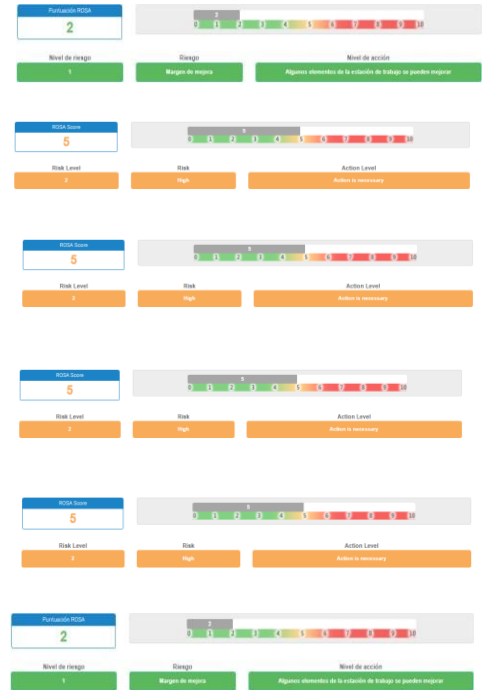 Puntuación ROSA
2
2
0 1 2 3 4 5 6 7 8 9 10
Nivel de riesgo Riesgo Nivel de acción
1 Margen de mejora Algunos elementos de la estación de trabajo se pueden mejorar
ROSA Score
5
5
0 1 2 3 4 5 6 7 8 9 10
Risk Level Risk Action Level
2 High Action is necessary
ROSA Score
5
5
0 1 2 3 4 5 6 7 8 9 10
Risk Level Risk Action Level
2 High Action is necessary
ROSA Score
5
5
0 1 2 3 4 5 6 7 8 9 10
Risk Level Risk Action Level
2 High Action is necessary
ROSA Score
5
5
0 1 2 3 4 5 6 7 8 9 10
Risk Level Risk Action Level
2 High Action is necessary
Puntuación ROSA
2
2
0 1 2 3 4 5 6 7 8 9 10
Nivel de riesgo Riesgo Nivel de acción
1 Margen de mejora Algunos elementos de la estación de trabajo se pueden mejorar